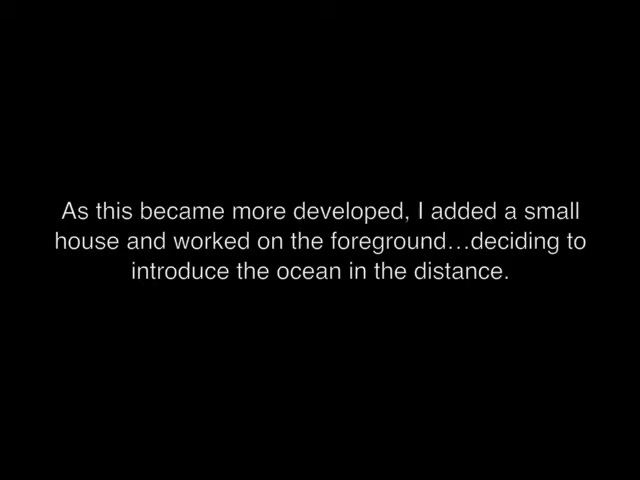 As this became more developed, I added a small
house and worked on the foreground…deciding to
introduce the ocean in the distance.